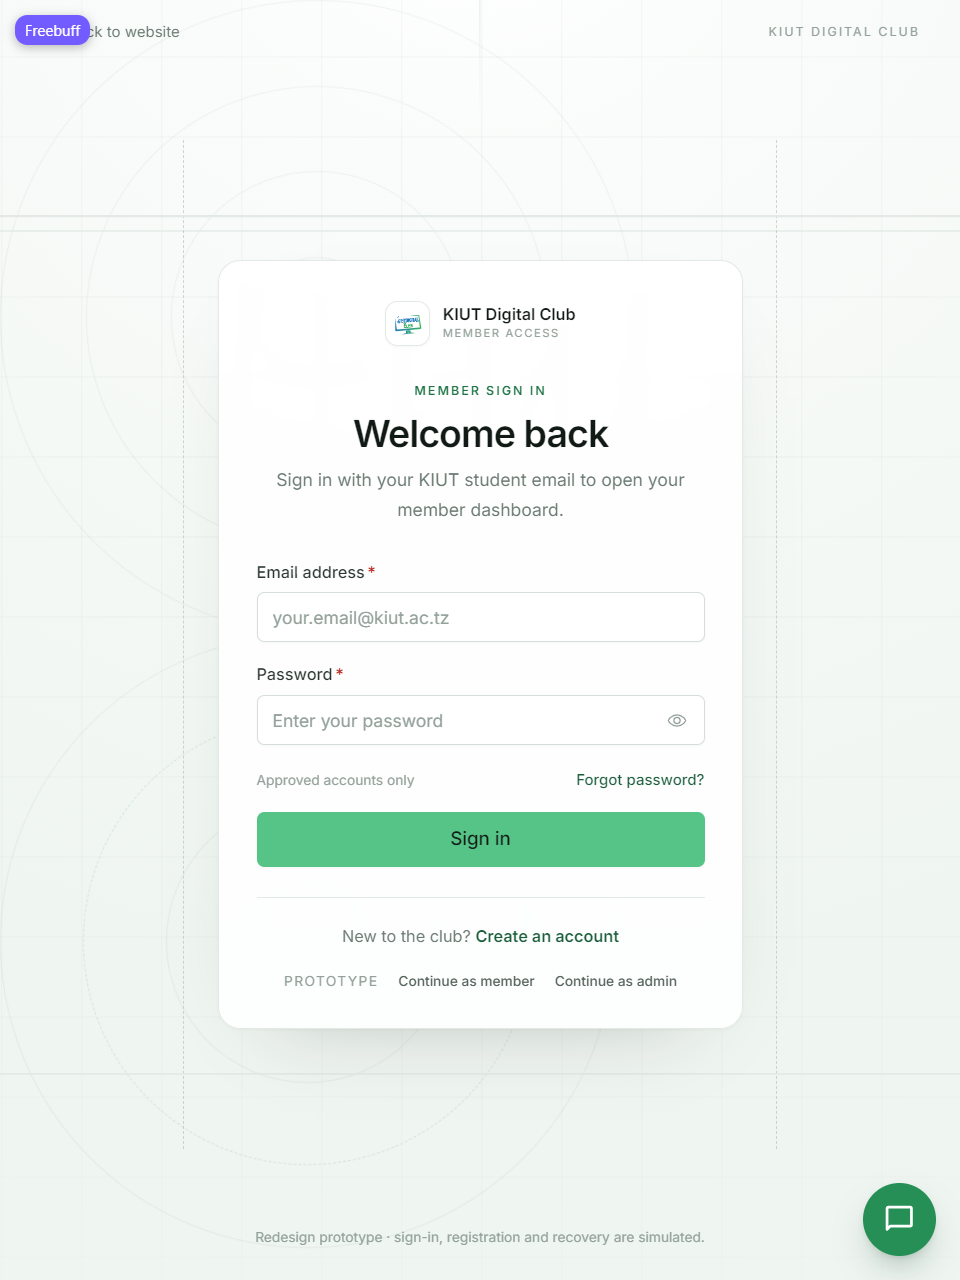 Freebuff
ck to website
KIUT DIGITAL CLUB
KIUT Digital Club
MEMBER ACCESS
MEMBER SIGN IN
Welcome back
Sign in with your KIUT student email to open your
member dashboard.
Email address *
your.email@kiut.ac.tz
Password *
Enter your password
Approved accounts only
Forgot password?
Sign in
New to the club? Create an account
PROTOTYPE Continue as member Continue as admin
Redesign prototype · sign-in, registration and recovery are simulated.